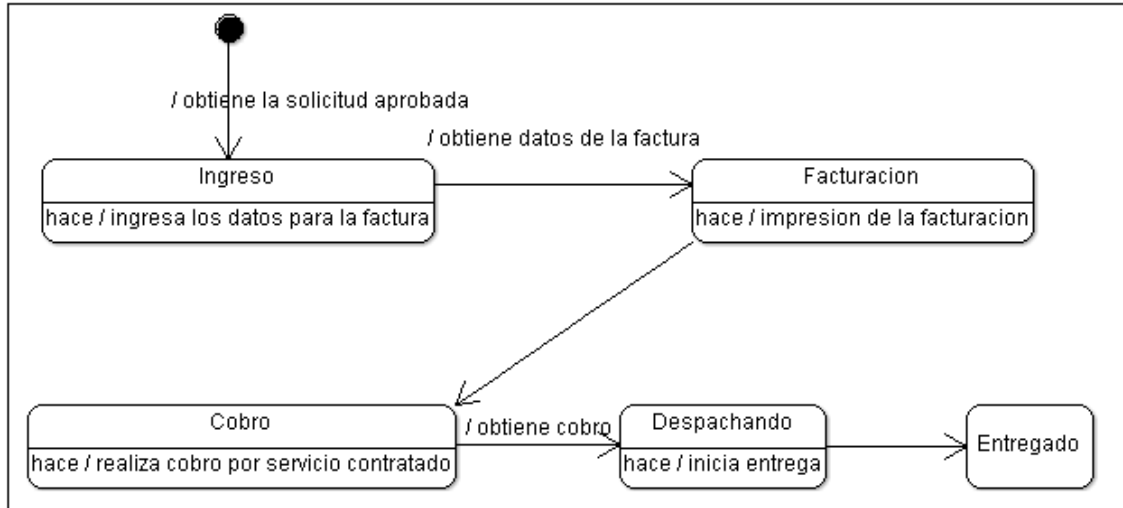 / obtiene la solicitud aprobada
/ obtiene datos de la factura
Ingreso
hace / ingresa los datos para la factura
Facturacion
hace / impresion de la facturacion
Cobro
hace / realiza cobro por servicio contratado
/ obtiene cobro
Despachando
hace / inicia entrega
Entregado